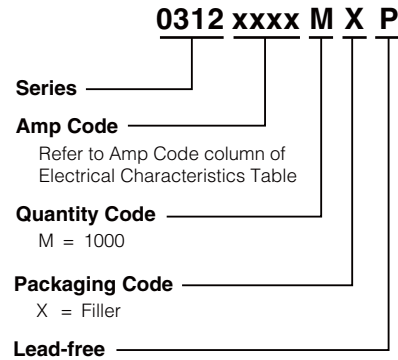 0312 xxxx M X P
Series
Amp Code
Refer to Amp Code column of
Electrical Characteristics Table
Quantity Code
M = 1000
Packaging Code
X = Filler
Lead-free